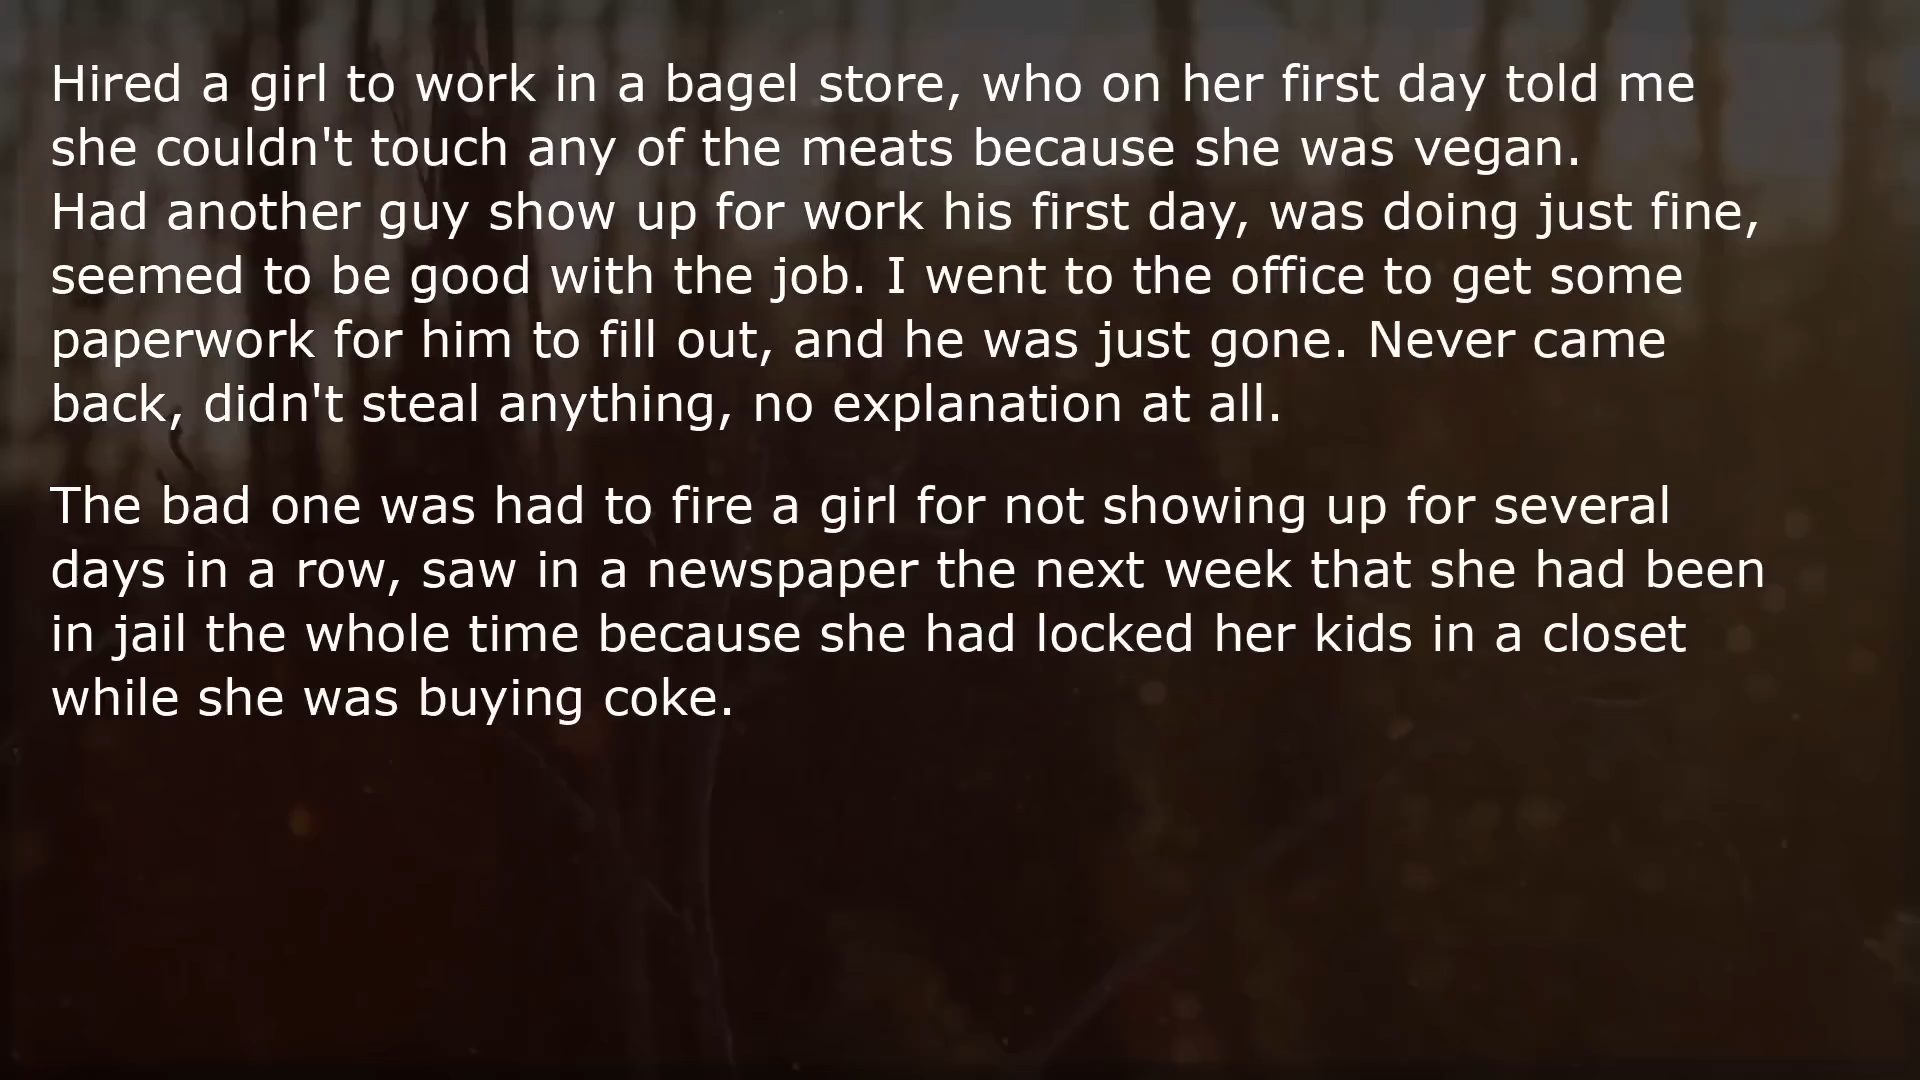 Hired a girl to work in a bagel store, who on her first day told me
she couldn't touch any of the meats because she was vegan.
Had another guy show up for work his first day, was doing just fine,
seemed to be good with the job. I went to the office to get some
paperwork for him to fill out, and he was just gone. Never came
back, didn't steal anything, no explanation at all.
The bad one was had to fire a girl for not showing up for several
days in a row, saw in a newspaper the next week that she had been
in jail the whole time because she had locked her kids in a closet
while she was buying coke.